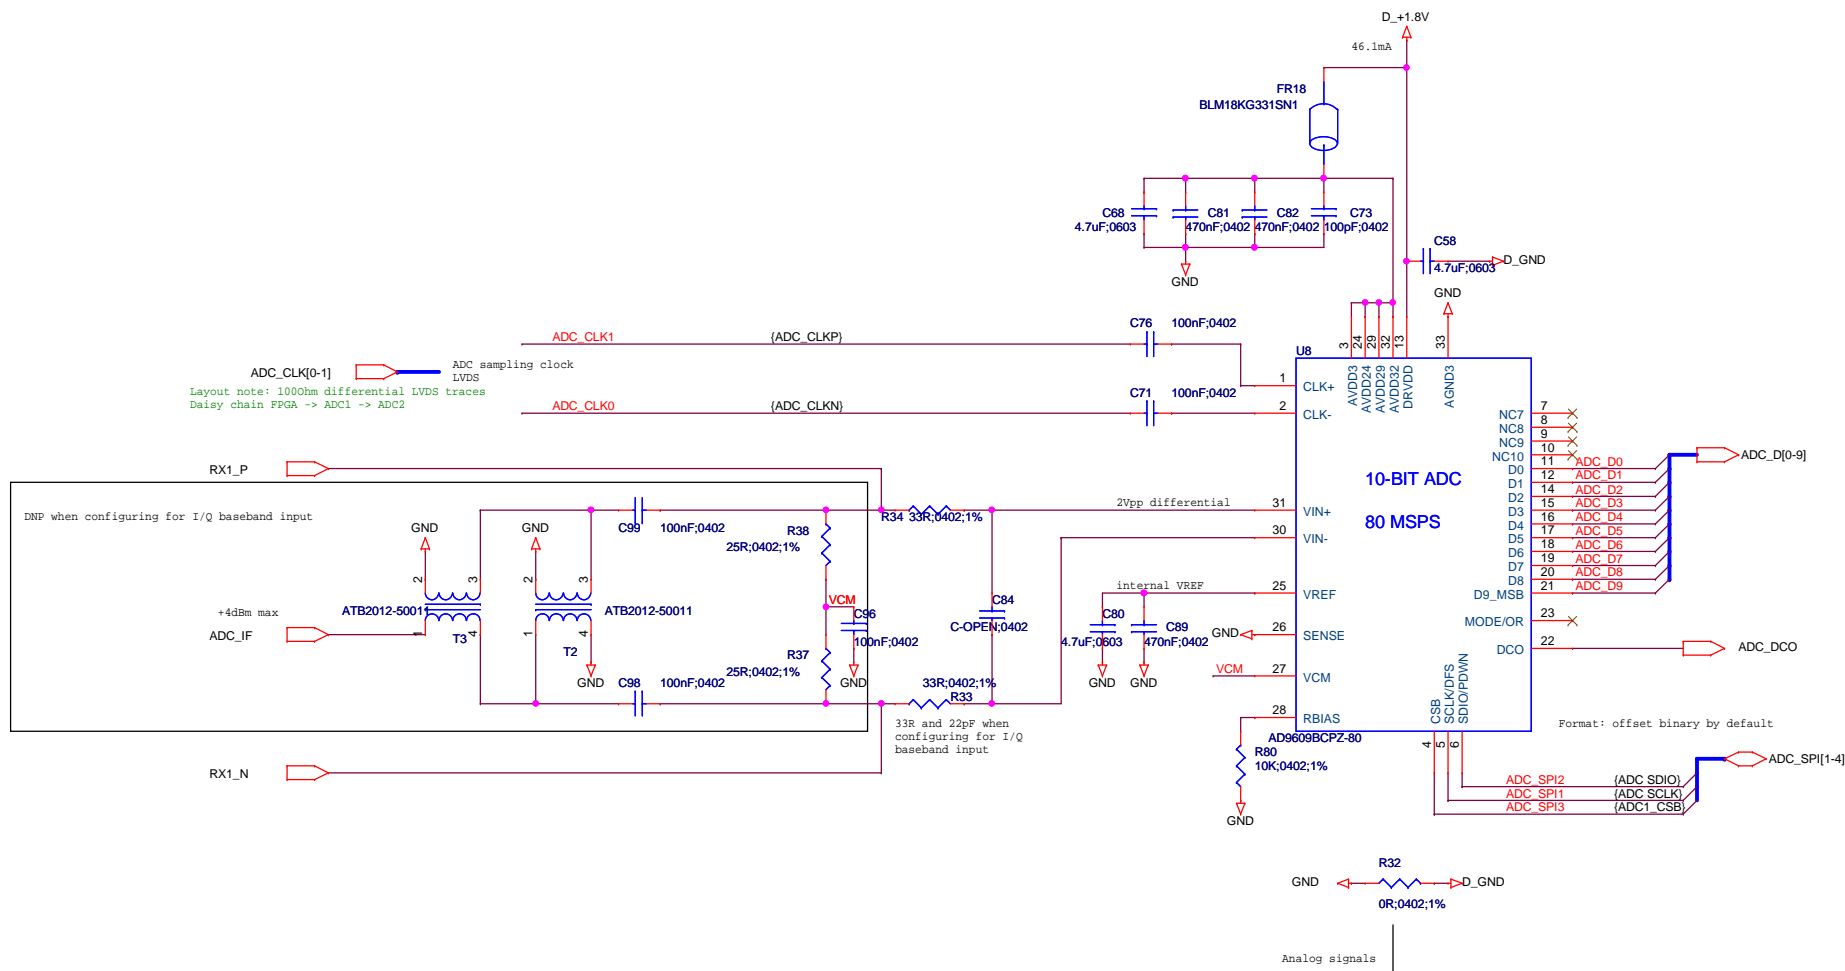 D_+1.8V
46.1mA
FR18
BLM18KG331SN1
C68
4.7uF;0603
C81
470nF;0402
C82
470nF;0402
C73
100pF;0402
GND
C58
4.7uF;0603
D_GND
GND
ADC_CLK1
{ADC_CLKP}
C76
100nF;0402
ADC_CLK[0-1]
ADC sampling clock
LVDS
Layout note: 100Ohm differential LVDS traces
Daisy chain FPGA -> ADC1 -> ADC2
ADC_CLK0
{ADC_CLKN}
C71
100nF;0402
U8
3
24
29
32
13
33
AVDD3
AVDD24
AVDD29
AVDD32
DRVDD
AGND3
1
CLK+
2
CLK-
10-BIT ADC
80 MSPS
NC7
7
NC8
8
NC9
9
NC10
10
D0
11
ADC_D0
D1
12
ADC_D1
D2
14
ADC_D2
D3
15
ADC_D3
D4
16
ADC_D4
D5
17
ADC_D5
D6
18
ADC_D6
D7
19
ADC_D7
D8
20
ADC_D8
D9_MSB
21
ADC_D9
ADC_D[0-9]
MODE/OR
23
DCO
22
ADC_DCO
RX1_P
DNP when configuring for I/Q baseband input
GND
GND
C99
100nF;0402
R38
25R;0402;1%
R34
33R;0402;1%
2Vpp differential
31
VIN+
30
VIN-
2
3
2
3
ATB2012-50011
ATB2012-50011
+4dBm max
ADC_IF
1
4
T3
1
4
T2
GND
VCM
C96
100nF;0402
GND
C84
C-OPEN;0402
internal VREF
25
VREF
C80
4.7uF;0603
GND
C89
470nF;0402
GND
GND
26
SENSE
VCM
27
VCM
28
RBIAS
R37
25R;0402;1%
C98
100nF;0402
33R;0402;1%
R33
33R and 22pF when
configuring for I/Q
baseband input
RX1_N
AD9609BCPZ-80
R80
10K;0402;1%
GND
CSB
SCLK/DFS
SDIO/PDWN
4
5
6
Format: offset binary by default
ADC_SPI[1-4]
ADC_SPI2
{ADC SDIO}
ADC_SPI1
{ADC SCLK}
ADC_SPI3
{ADC1_CSB}
R32
GND
D_GND
0R;0402;1%
Analog signals